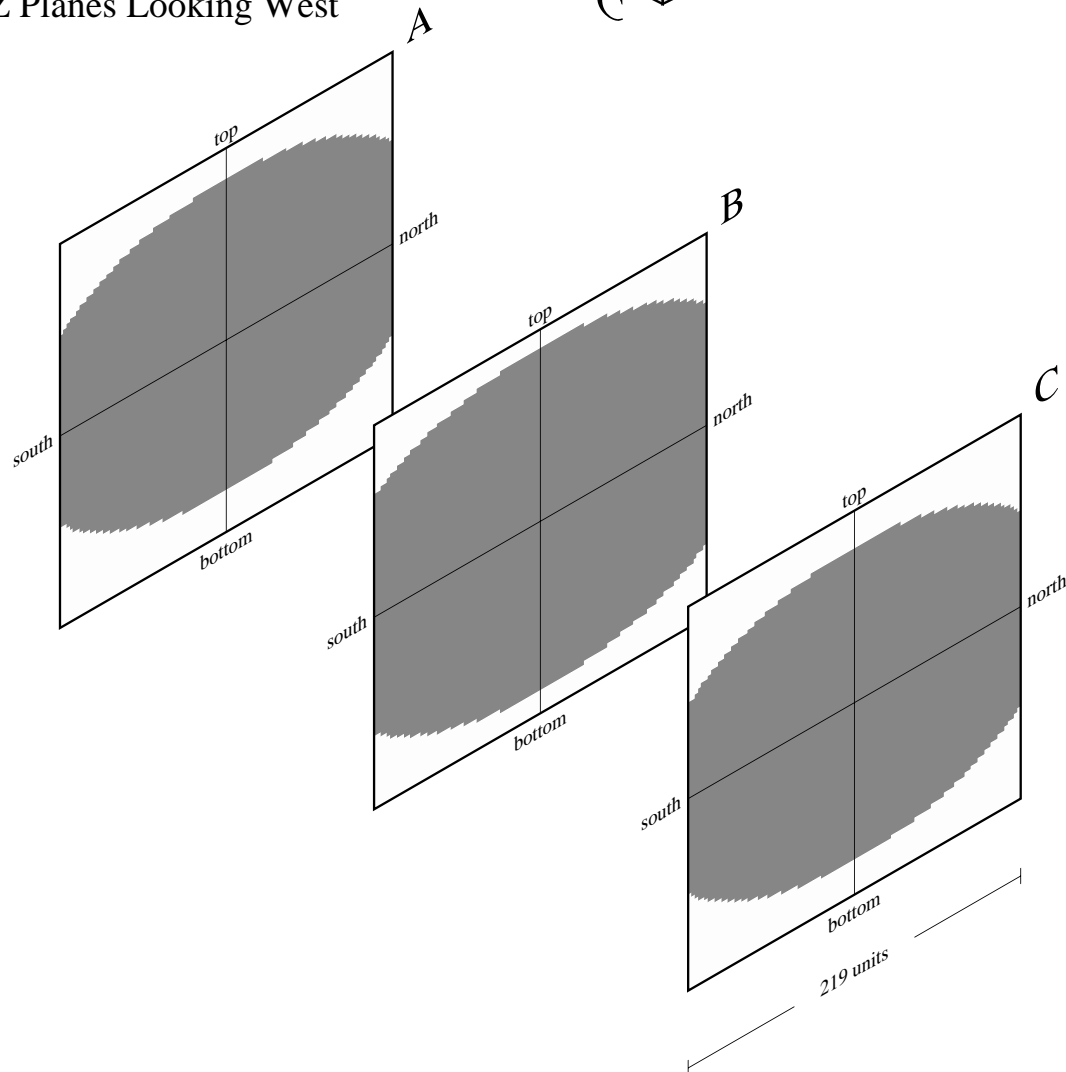 Z Planes Looking West
A
top
north
south
bottom
B
top
north
south
bottom
C
top
north
south
bottom
219 units